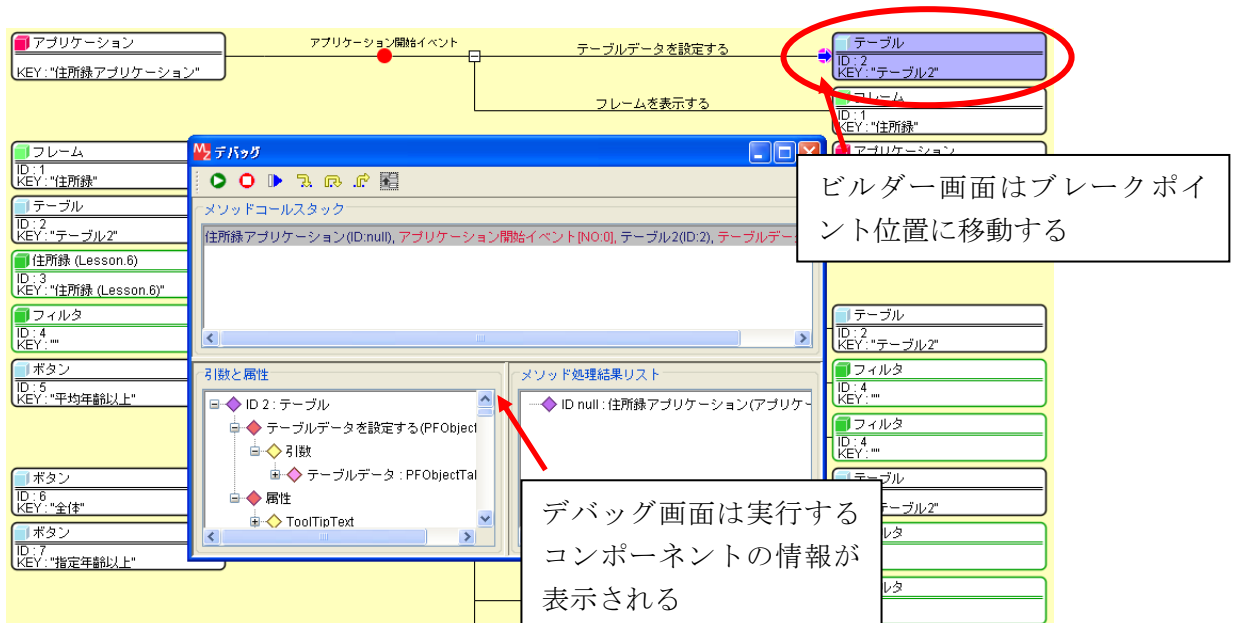 アプリケーション
KEY:"住所録アプリケーション"
アプリケーション開始イベント
テーブルデータを設定する
フレームを表示する
テーブル
ID:2
KEY:"テーブル2"
フレーム
ID:1
KEY:"住所録"
アプリケーション
ビルダー画面はブレークポイ
ント位置に移動する
フレーム
ID:1
KEY:"住所録"
テーブル
ID:2
KEY:"テーブル2"
住所録 (Lesson.6)
ID:3
KEY:"住所録 (Lesson.6)"
フィルタ
ID:4
KEY:""
ボタン
ID:5
KEY:"平均年齢以上"
ボタン
ID:6
KEY:"全体"
ボタン
ID:7
KEY:"指定年齢以上"
デバッグ
メソッドコールスタック
住所録アプリケーション(ID:null), アプリケーション開始イベント[NO:0], テーブル2(ID:2), テーブルデー
引数と属性
ID 2 : テーブル
テーブルデータを設定する(PFObject
引数
テーブルデータ : PFObjectTal
属性
ToolTipText
メソッド処理結果リスト
ID null : 住所録アプリケーション(アプリケー
デバッグ画面は実行する
コンポーネントの情報が
表示される
テーブル
ID:2
KEY:"テーブル2"
フィルタ
ID:4
KEY:""
フィルタ
ID:4
KEY:""
テーブル
テーブル2"
ルタ
ルタ